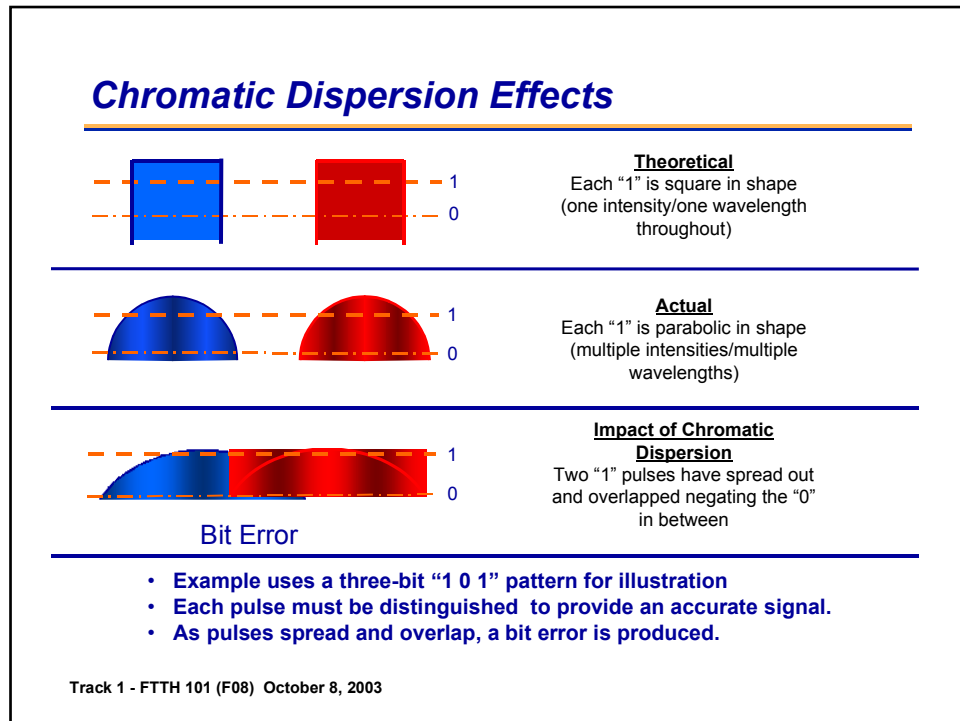 Chromatic Dispersion Effects
1
0
Theoretical
Each “1” is square in shape
(one intensity/one wavelength
throughout)
1
0
Actual
Each “1” is parabolic in shape
(multiple intensities/multiple
wavelengths)
1
0
Bit Error
Impact of Chromatic
Dispersion
Two “1” pulses have spread out
and overlapped negating the “0”
in between
• Example uses a three-bit “1 0 1” pattern for illustration
• Each pulse must be distinguished  to provide an accurate signal.
• As pulses spread and overlap, a bit error is produced.
Track 1 - FTTH 101 (F08)  October 8, 2003